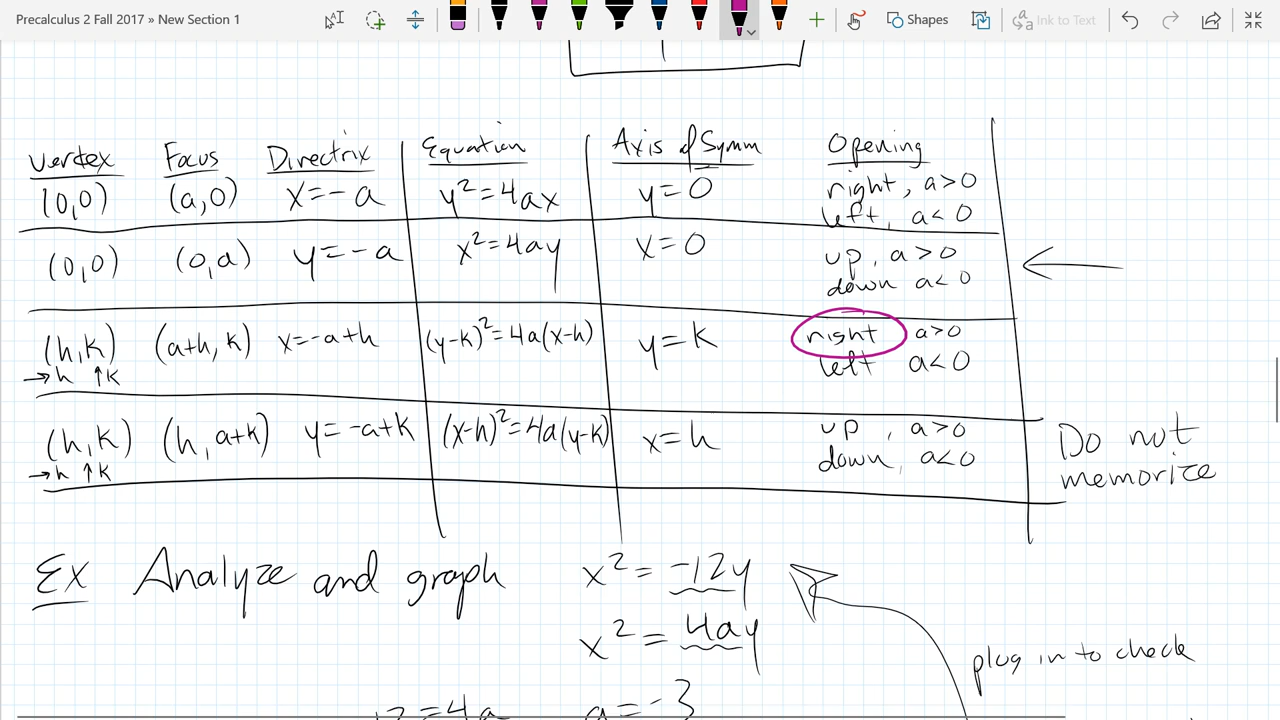 Precalculus 2 Fall 2017 » New Section 1
Shapes
Ink to Text
Vertex Focus Directrix Equation Axis of Symm Opening
(0,0) (a,0) x=-a y²=4ax y=0 right, a>0
left, a<0
(0,0) (0,a) y=-a x²=4ay x=0 up, a>0
down a<0
(h,k) (a+h, k) x=-a+h (y-k)²=4a(x-h) y=k right a>0
→h ↑k left a<0
(h,k) (h, a+k) y=-a+k (x-h)²=4a(y-k) x=h up, a>0
→h ↑k down, a<0
Do not
memorize
Ex Analyze and graph x² = -12y
x² = 4ay
plug in to check
12 = 4a a = -3